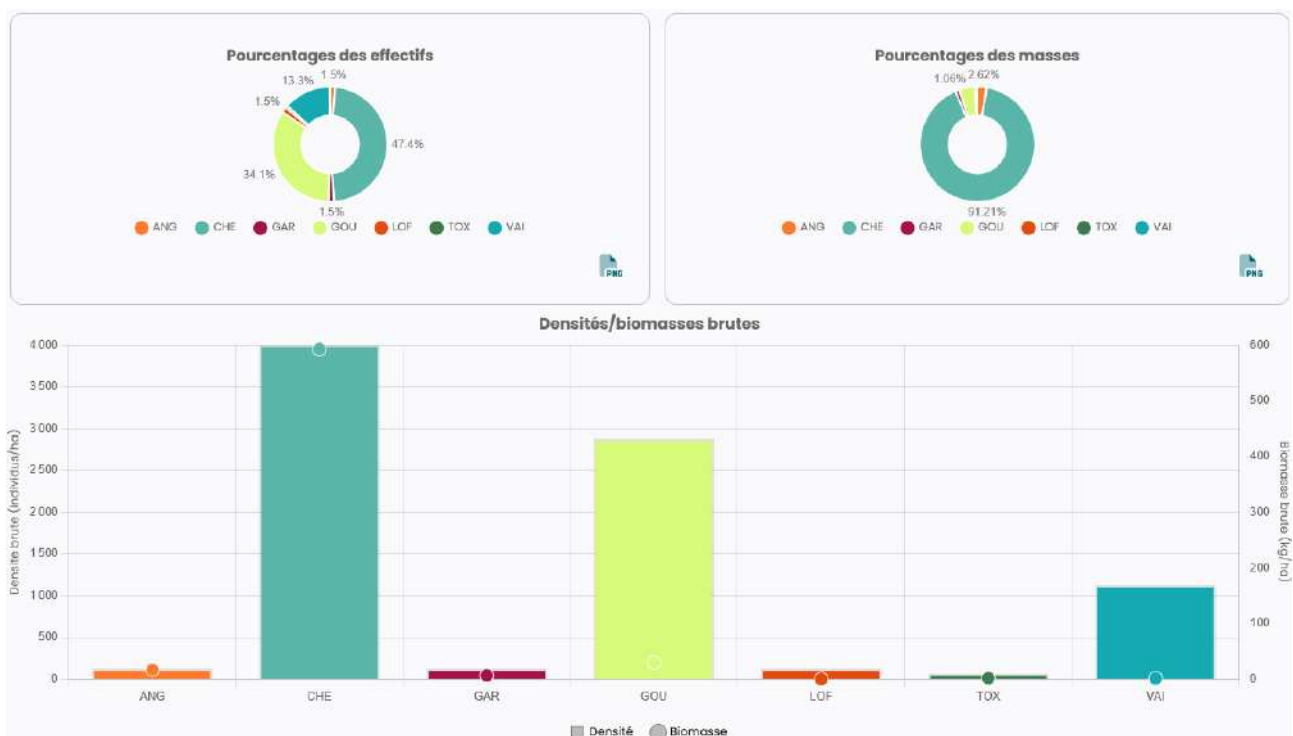 Pourcentages des effectifs
13.3%
1.5%
1.5%
47.4%
34.1%
1.5%
ANG CHE GAR GOU LOF TOX VAI
PNG
Pourcentages des masses
1.06%
2.62%
91.21%
ANG CHE GAR GOU LOF TOX VAI
PNG
Densités/biomasses brutes
4 000
3 500
3 000
2 500
2 000
1 500
1 000
500
0
Densite brute (individus/ha)
600
500
400
300
200
100
0
Biomasse brute (kg/ha)
ANG CHE GAR GOU LOF TOX VAI
Densité Biomasse